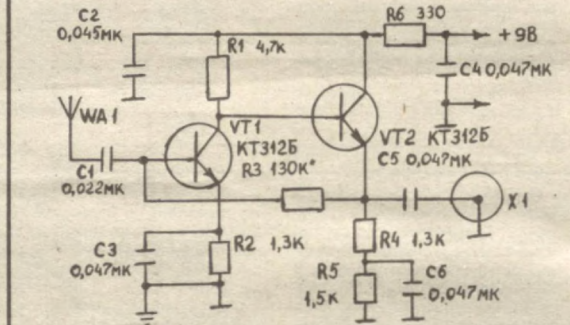 C2
0,045мк
R6 330
+9В
R1 4,7к
C4 0,047мк
WA1
VT1
КТ312Б
VT2 КТ312Б
R3 130к*
C5 0,047мк
C1
0,022мк
X1
C3
0,047мк
R2 1,3к
R4 1,3к
R5
1,5к
C6
0,047мк